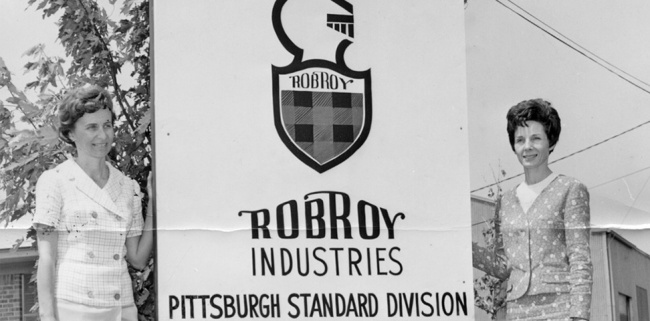 ROBROY
ROBROY
INDUSTRIES
PITTSBURGH STANDARD DIVISION